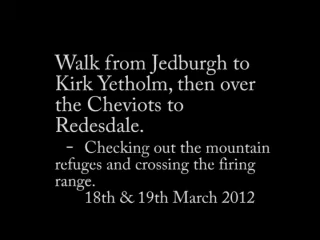 Walk from Jedburgh to
Kirk Yetholm, then over
the Cheviots to
Redesdale.
- Checking out the mountain
refuges and crossing the firing
range.
18th & 19th March 2012